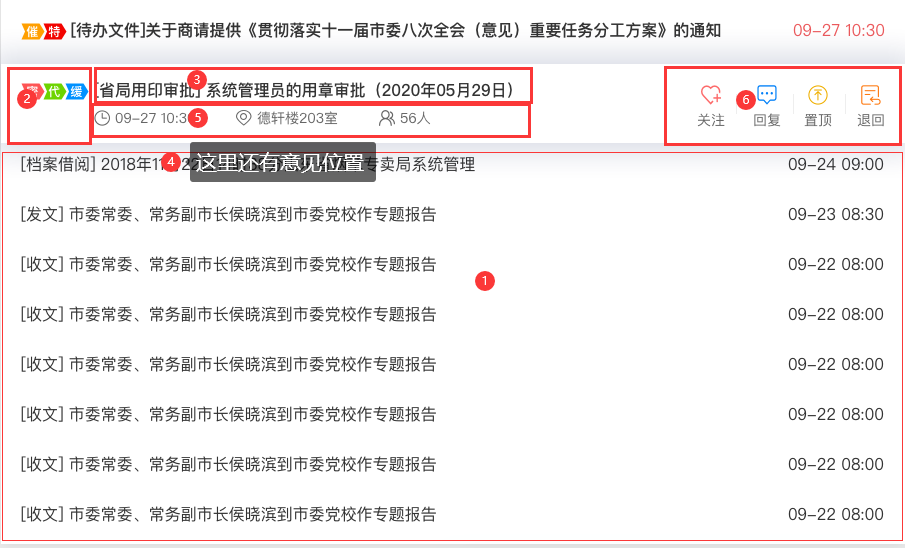 催 特 [待办文件]关于商请提供《贯彻落实十一届市委八次全会（意见）重要任务分工方案》的通知 09-27 10:30
2 代 缓 [省局用印审批] 系统管理员的用章审批（2020年05月29日） 3
09-27 10:3 5 德轩楼203室 56人
6
关注 回复 置顶 退回
[档案借阅] 2018年1 4 22 这里还有意见位置 专卖局系统管理 09-24 09:00
[发文] 市委常委、常务副市长侯晓滨到市委党校作专题报告 09-23 08:30
[收文] 市委常委、常务副市长侯晓滨到市委党校作专题报告 09-22 08:00
1
[收文] 市委常委、常务副市长侯晓滨到市委党校作专题报告 09-22 08:00
[收文] 市委常委、常务副市长侯晓滨到市委党校作专题报告 09-22 08:00
[收文] 市委常委、常务副市长侯晓滨到市委党校作专题报告 09-22 08:00
[收文] 市委常委、常务副市长侯晓滨到市委党校作专题报告 09-22 08:00
[收文] 市委常委、常务副市长侯晓滨到市委党校作专题报告 09-22 08:00